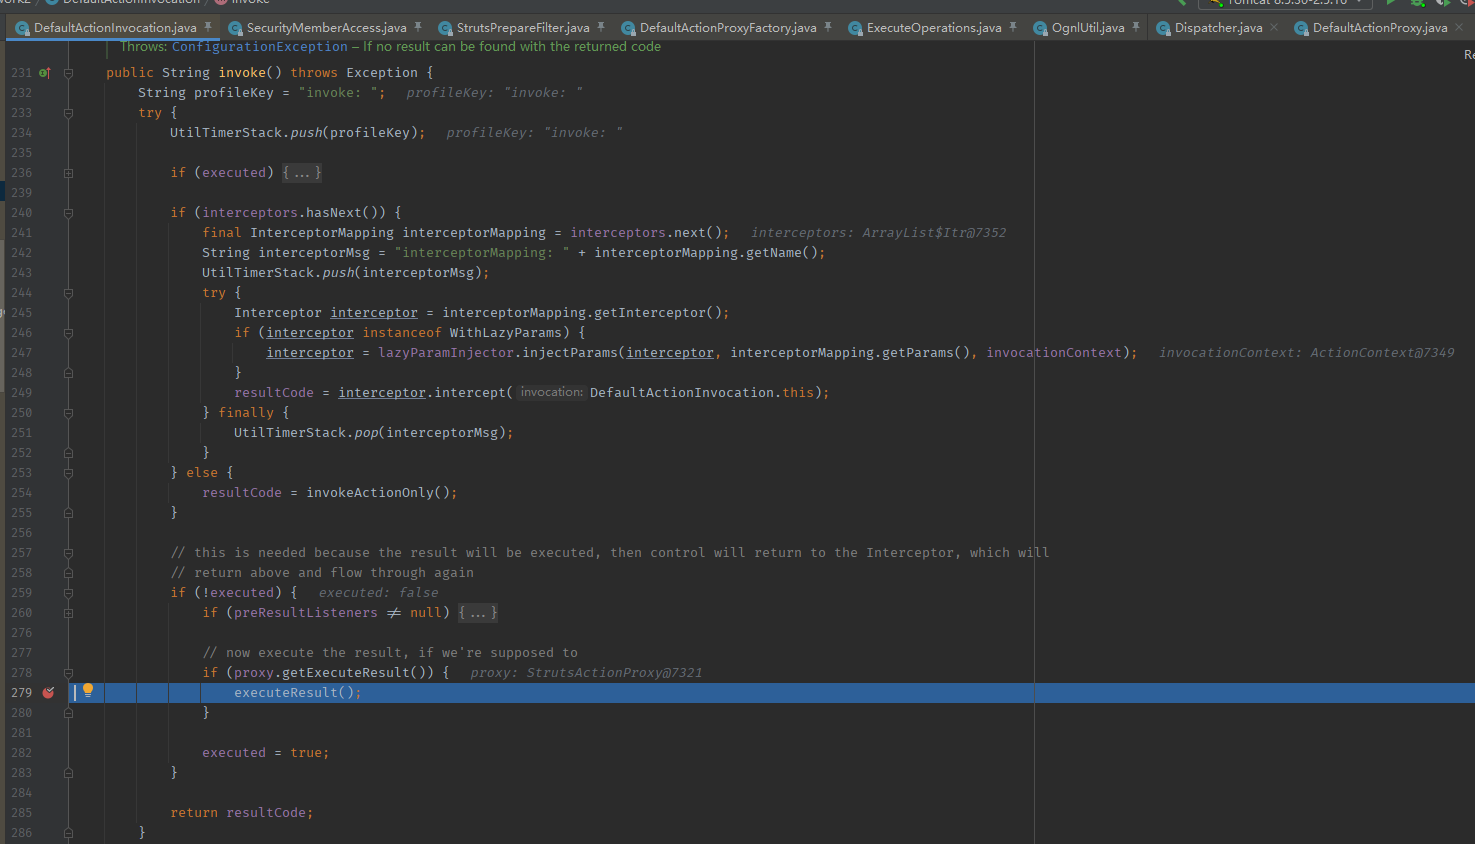 DefaultActionInvocation invoke
DefaultActionInvocation.java SecurityMemberAccess.java StrutsPrepareFilter.java DefaultActionProxyFactory.java ExecuteOperations.java OgnlUtil.java Dispatcher.java DefaultActionProxy.java
Throws: ConfigurationException – If no result can be found with the returned code
Re
231 public String invoke() throws Exception {
232 String profileKey = "invoke: "; profileKey: "invoke: "
233 try {
234 UtilTimerStack.push(profileKey); profileKey: "invoke: "
235
236 if (executed) {...}
239
240 if (interceptors.hasNext()) {
241 final InterceptorMapping interceptorMapping = interceptors.next(); interceptors: ArrayList$Itr@7352
242 String interceptorMsg = "interceptorMapping: " + interceptorMapping.getName();
243 UtilTimerStack.push(interceptorMsg);
244 try {
245 Interceptor interceptor = interceptorMapping.getInterceptor();
246 if (interceptor instanceof WithLazyParams) {
247 interceptor = lazyParamInjector.injectParams(interceptor, interceptorMapping.getParams(), invocationContext); invocationContext: ActionContext@7349
248 }
249 resultCode = interceptor.intercept( invocation: DefaultActionInvocation.this);
250 } finally {
251 UtilTimerStack.pop(interceptorMsg);
252 }
253 } else {
254 resultCode = invokeActionOnly();
255 }
256
257 // this is needed because the result will be executed, then control will return to the Interceptor, which will
258 // return above and flow through again
259 if (!executed) { executed: false
260 if (preResultListeners ≠ null) {...}
276
277 // now execute the result, if we're supposed to
278 if (proxy.getExecuteResult()) { proxy: StrutsActionProxy@7321
279 executeResult();
280 }
281
282 executed = true;
283 }
284
285 return resultCode;
286 }